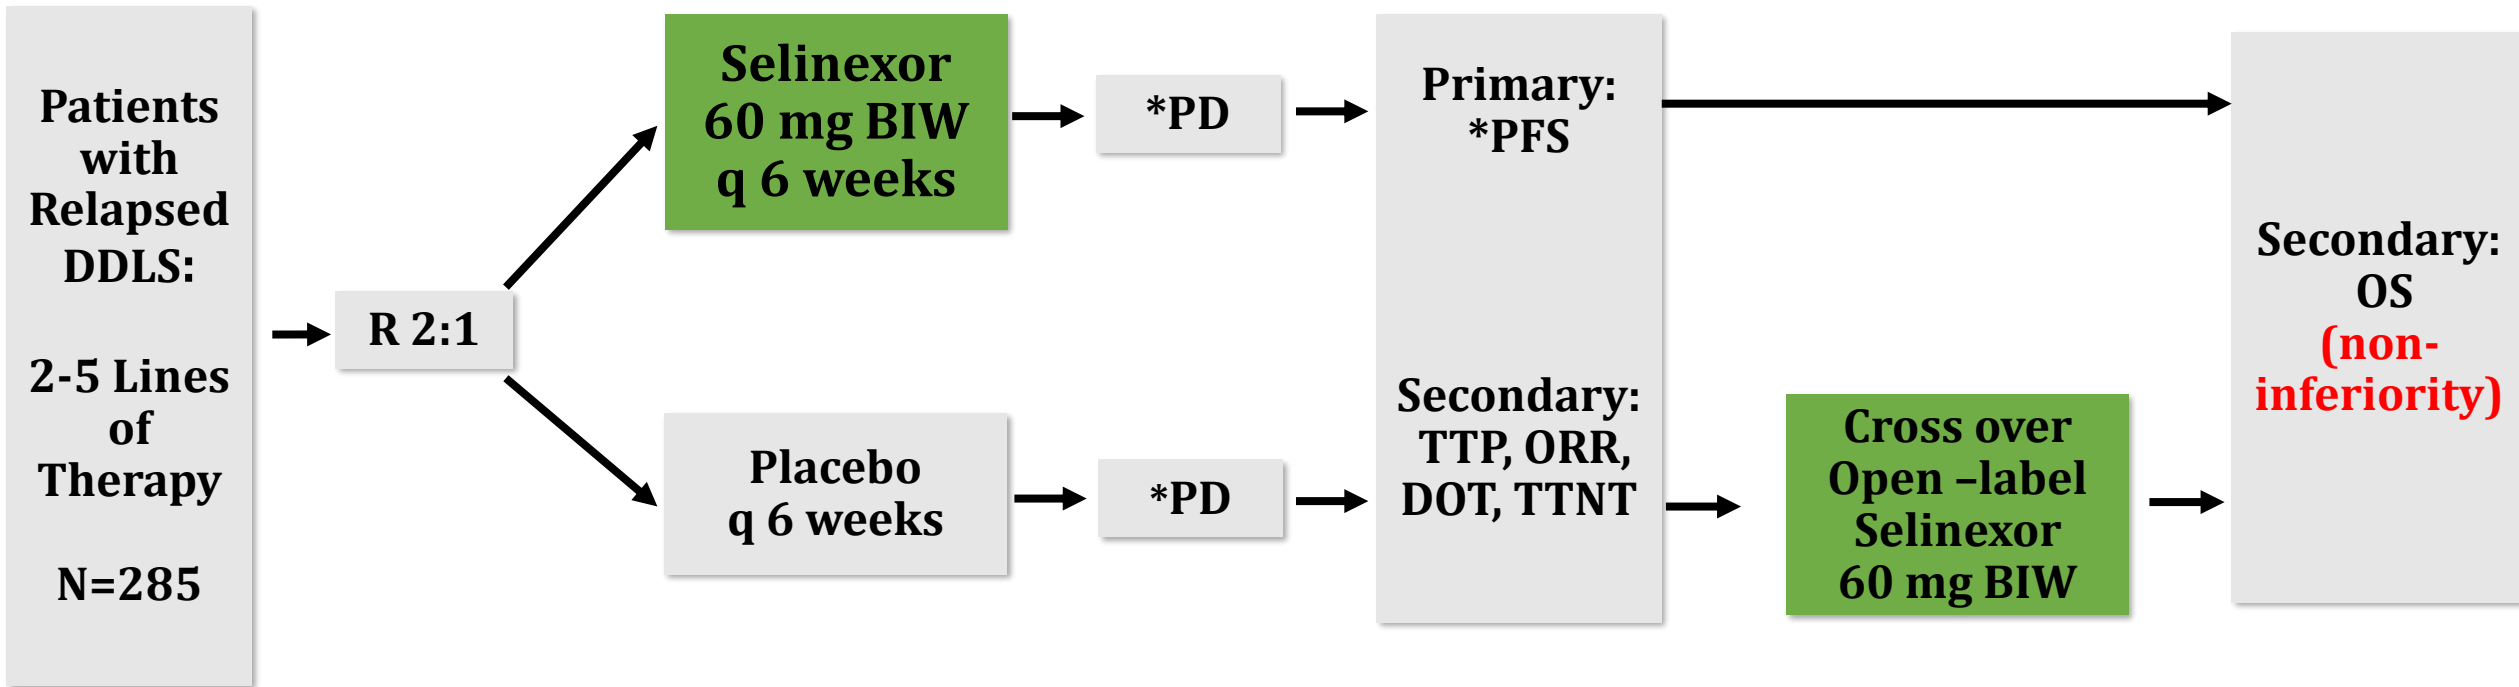 Patients
with
Relapsed
DDLS:
2-5 Lines
of
Therapy
N=285
R 2:1
Selinexor
60 mg BIW
q 6 weeks
*PD
Placebo
q 6 weeks
*PD
Primary:
*PFS
Secondary:
TTP, ORR,
DOT, TTNT
Cross over
Open –label
Selinexor
60 mg BIW
Secondary:
OS
(non-
inferiority)